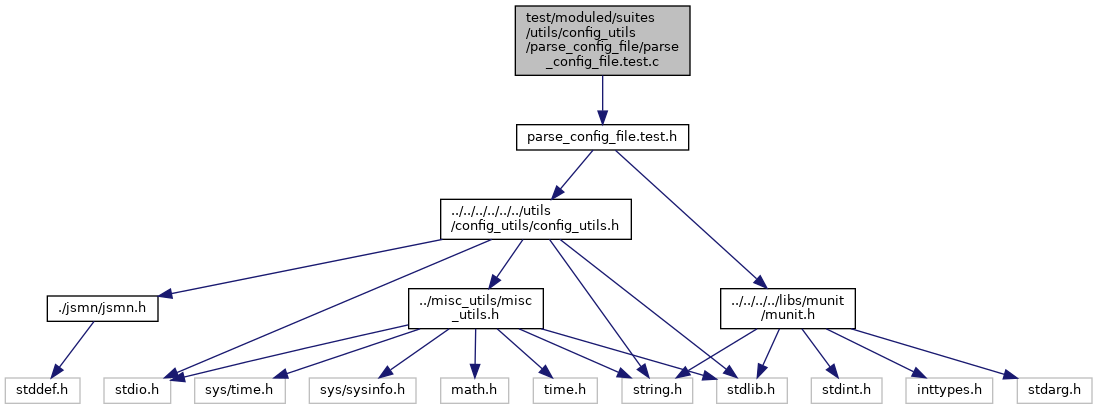 test/moduled/suites
/utils/config_utils
/parse_config_file/parse
_config_file.test.c
parse_config_file.test.h
../../../../../../utils
/config_utils/config_utils.h
./jsmn/jsmn.h
../misc_utils/misc
_utils.h
../../../../libs/munit
/munit.h
stddef.h
stdio.h
sys/time.h
sys/sysinfo.h
math.h
time.h
string.h
stdlib.h
stdint.h
inttypes.h
stdarg.h